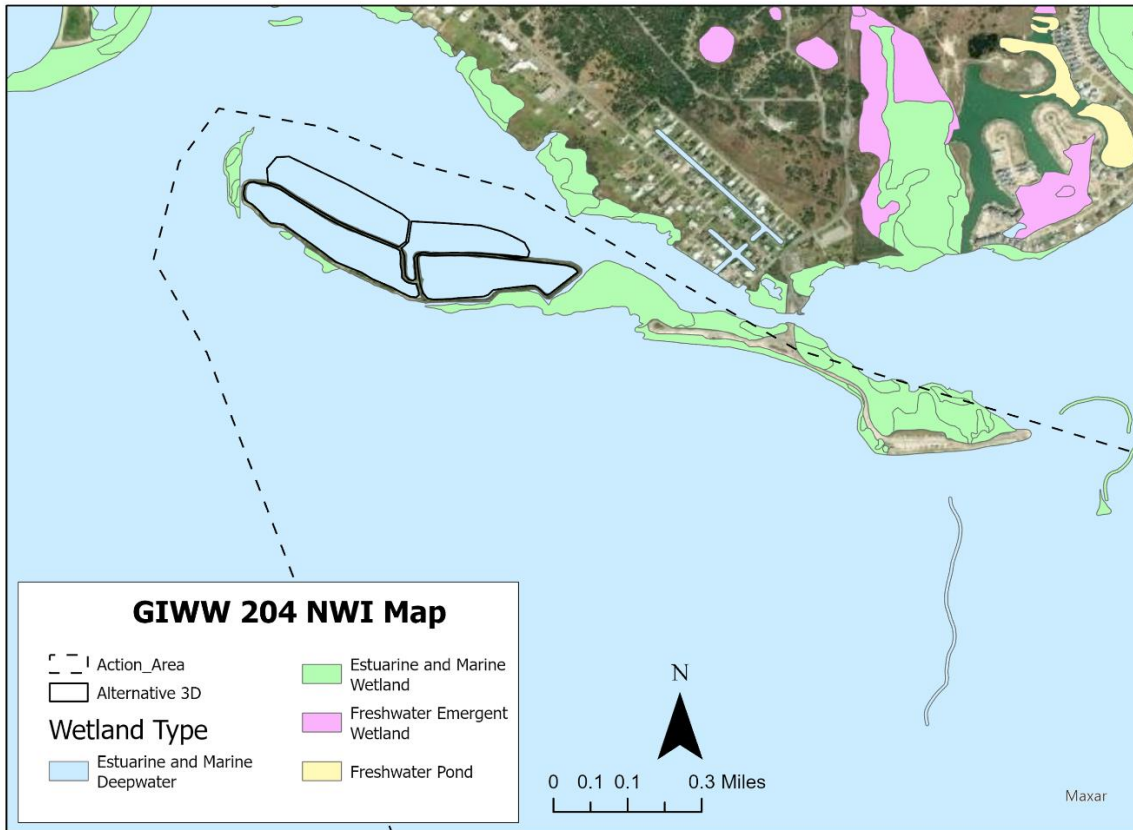 GIWW 204 NWI Map
Action_Area
Alternative 3D
Wetland Type
Estuarine and Marine
Deepwater
Estuarine and Marine
Wetland
Freshwater Emergent
Wetland
Freshwater Pond
N
0 0.1 0.1 0.3 Miles
Maxar